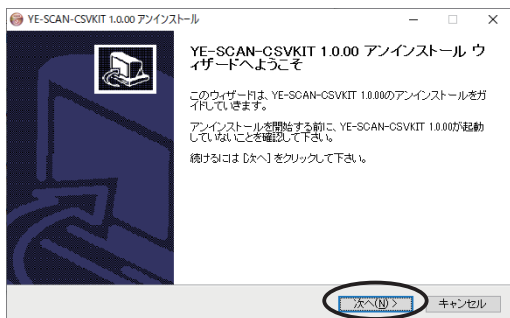 YE-SCAN-CSVKIT 1.0.00 アンインストール
YE-SCAN-CSVKIT 1.0.00 アンインストール ウ
ィザードへようこそ
このウィザードは、YE-SCAN-CSVKIT 1.0.00のアンインストールをガ
イドしていきます。
アンインストールを開始する前に、YE-SCAN-CSVKIT 1.0.00が起動
していないことを確認して下さい。
続けるには [次へ] をクリックして下さい。
次へ(N) >
キャンセル